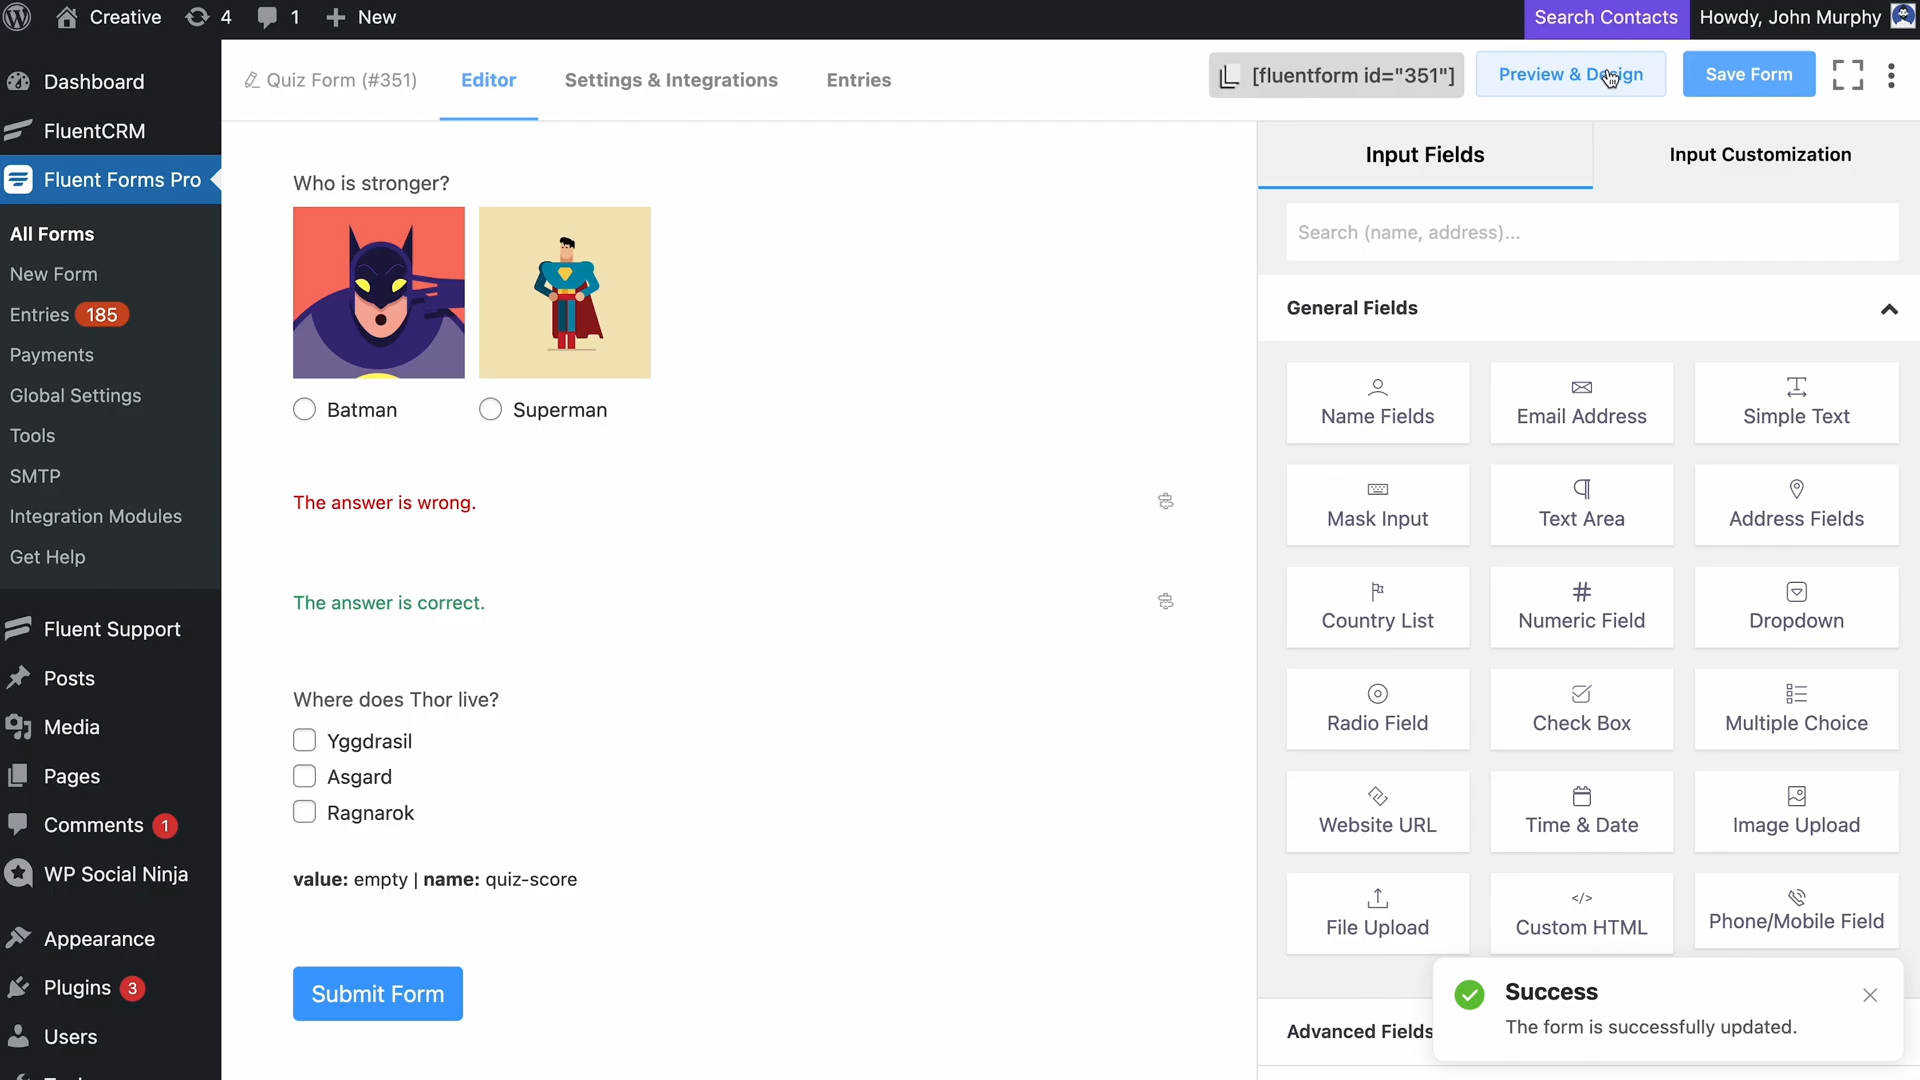 Creative
4
1
New
Search Contacts
Howdy, John Murphy
Dashboard
FluentCRM
Fluent Forms Pro
All Forms
New Form
Entries 185
Payments
Global Settings
Tools
SMTP
Integration Modules
Get Help
Fluent Support
Posts
Media
Pages
Comments 1
WP Social Ninja
Appearance
Plugins 3
Users
Quiz Form (#351)
Editor
Settings & Integrations
Entries
[fluentform id="351"]
Preview & Design
Save Form
Who is stronger?
Batman
Superman
The answer is wrong.
The answer is correct.
Where does Thor live?
Yggdrasil
Asgard
Ragnarok
value: empty | name: quiz-score
Submit Form
Input Fields
Input Customization
Search (name, address)...
General Fields
Name Fields
Email Address
Simple Text
Mask Input
Text Area
Address Fields
Country List
Numeric Field
Dropdown
Radio Field
Check Box
Multiple Choice
Website URL
Time & Date
Image Upload
File Upload
Custom HTML
Phone/Mobile Field
Advanced Fields
Success
The form is successfully updated.